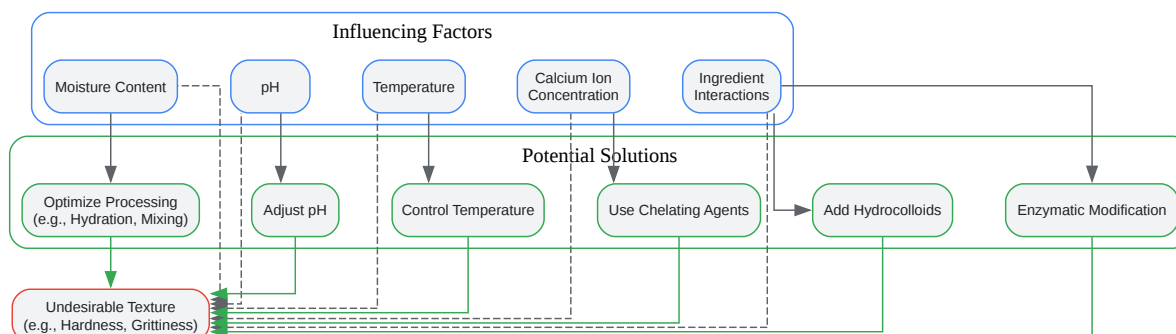 Influencing Factors
Moisture Content
pH
Temperature
Calcium Ion
Concentration
Ingredient
Interactions
Potential Solutions
Optimize Processing
(e.g., Hydration, Mixing)
Adjust pH
Control Temperature
Use Chelating Agents
Add Hydrocolloids
Enzymatic Modification
Undesirable Texture
(e.g., Hardness, Grittiness)